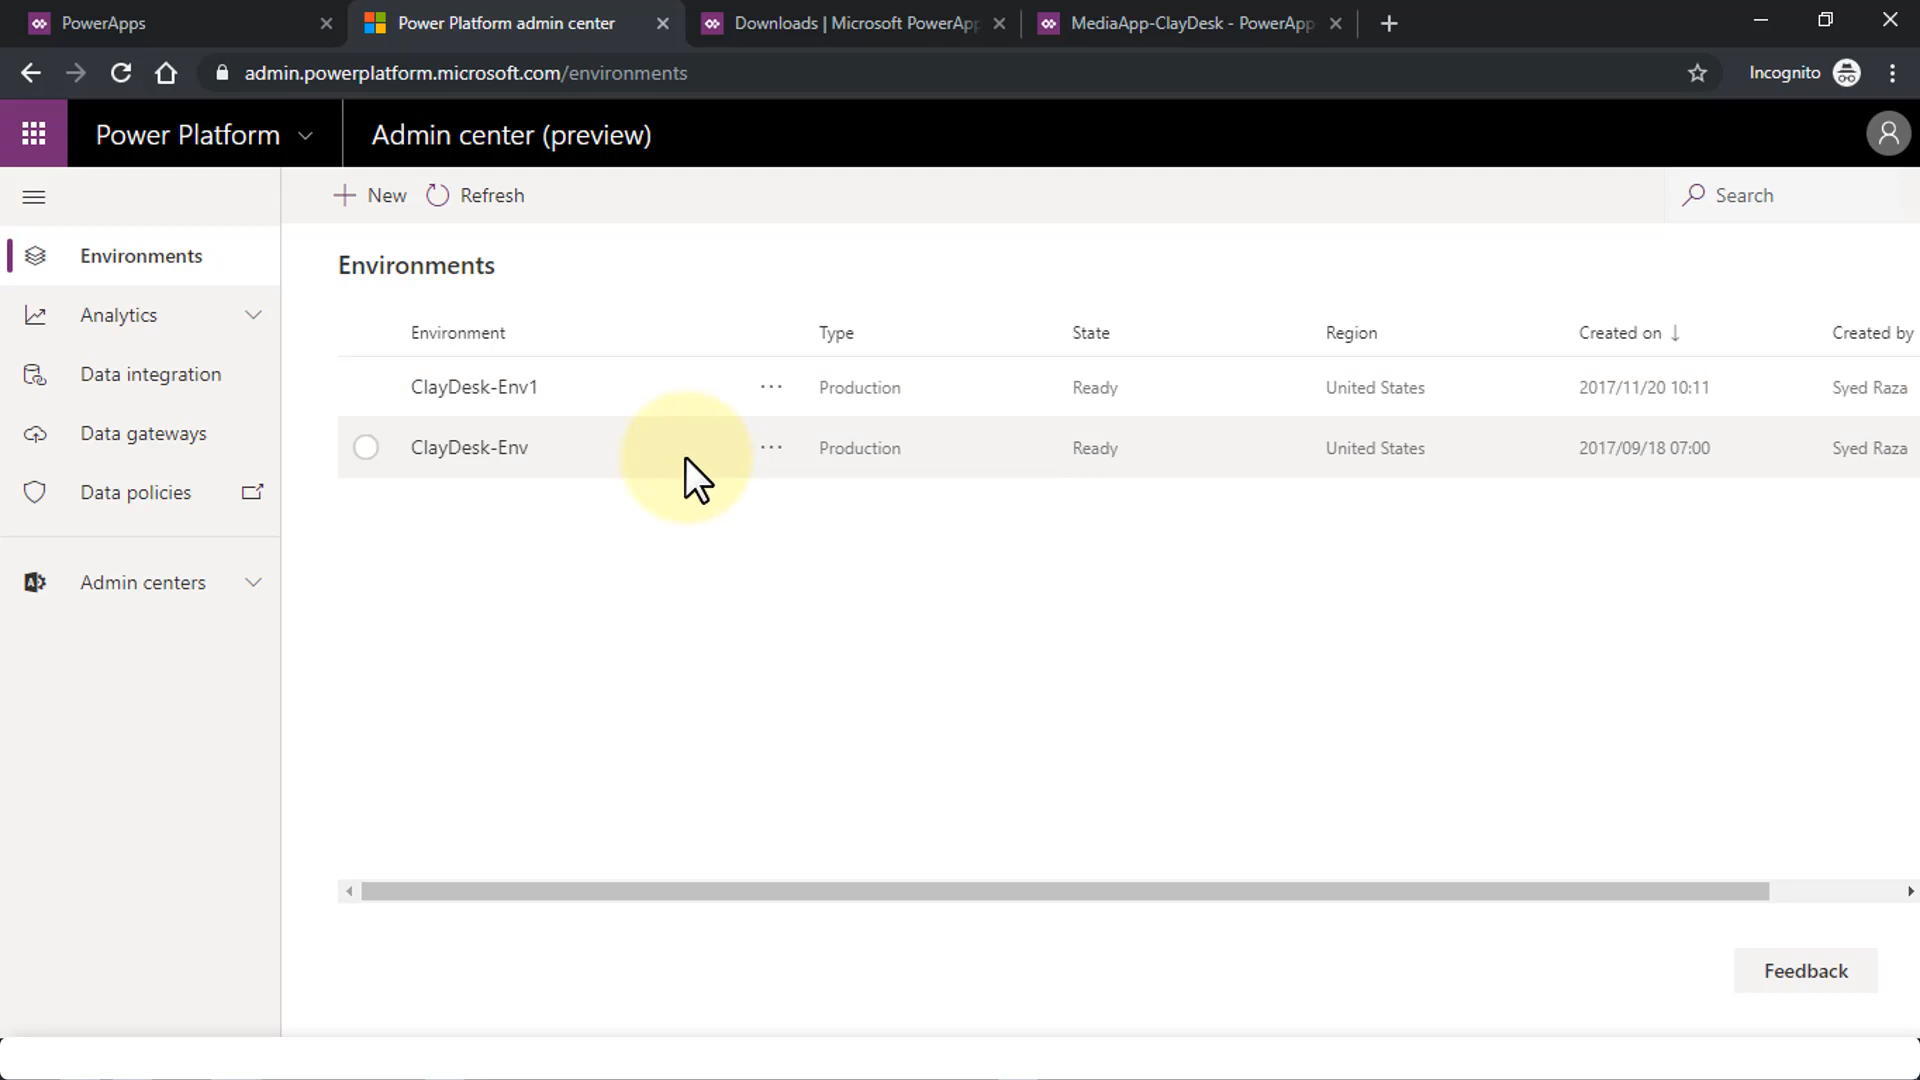 PowerApps
Power Platform admin center
Downloads | Microsoft PowerApp
MediaApp-ClayDesk - PowerApp
admin.powerplatform.microsoft.com/environments
Incognito
Power Platform
Admin center (preview)
New
Refresh
Search
Environments
Analytics
Data integration
Data gateways
Data policies
Admin centers
Environments
Environment Type State Region Created on Created by
ClayDesk-Env1 ... Production Ready United States 2017/11/20 10:11 Syed Raza
ClayDesk-Env ... Production Ready United States 2017/09/18 07:00 Syed Raza
Feedback